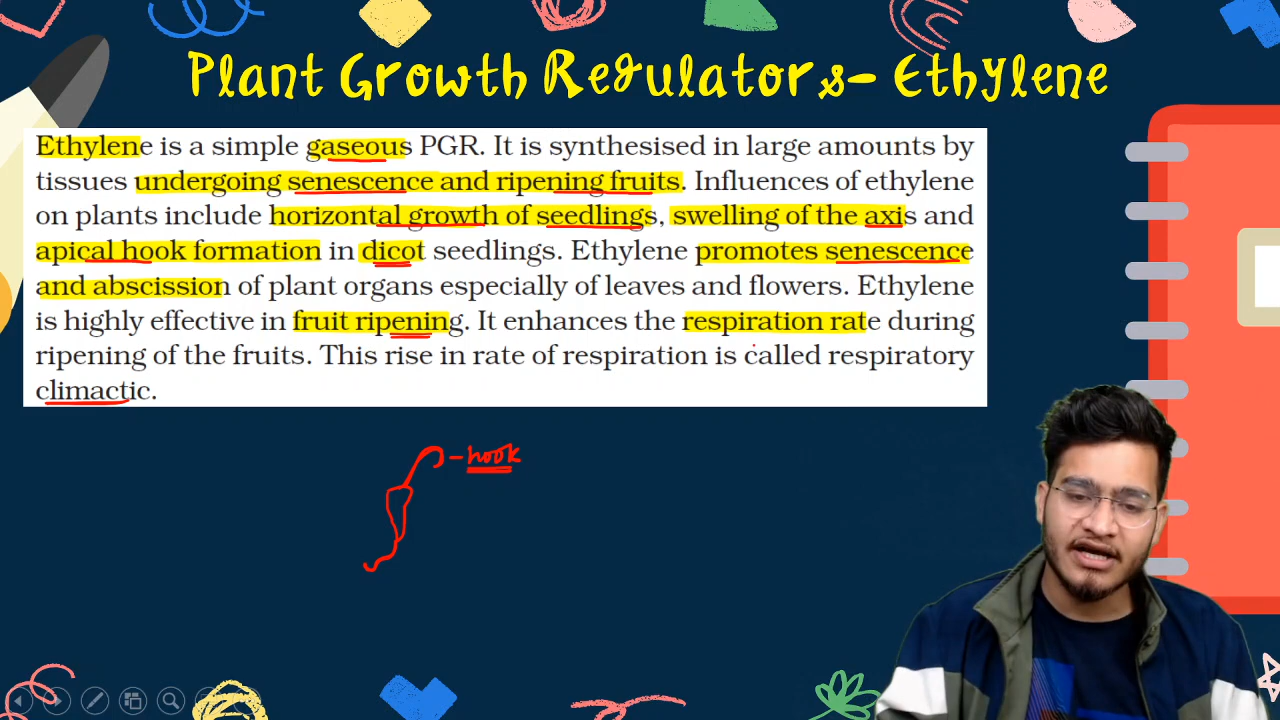 Plant Growth Regulators- Ethylene
Ethylene is a simple gaseous PGR. It is synthesised in large amounts by
tissues undergoing senescence and ripening fruits. Influences of ethylene
on plants include horizontal growth of seedlings, swelling of the axis and
apical hook formation in dicot seedlings. Ethylene promotes senescence
and abscission of plant organs especially of leaves and flowers. Ethylene
is highly effective in fruit ripening. It enhances the respiration rate during
ripening of the fruits. This rise in rate of respiration is called respiratory
climactic.
-hook